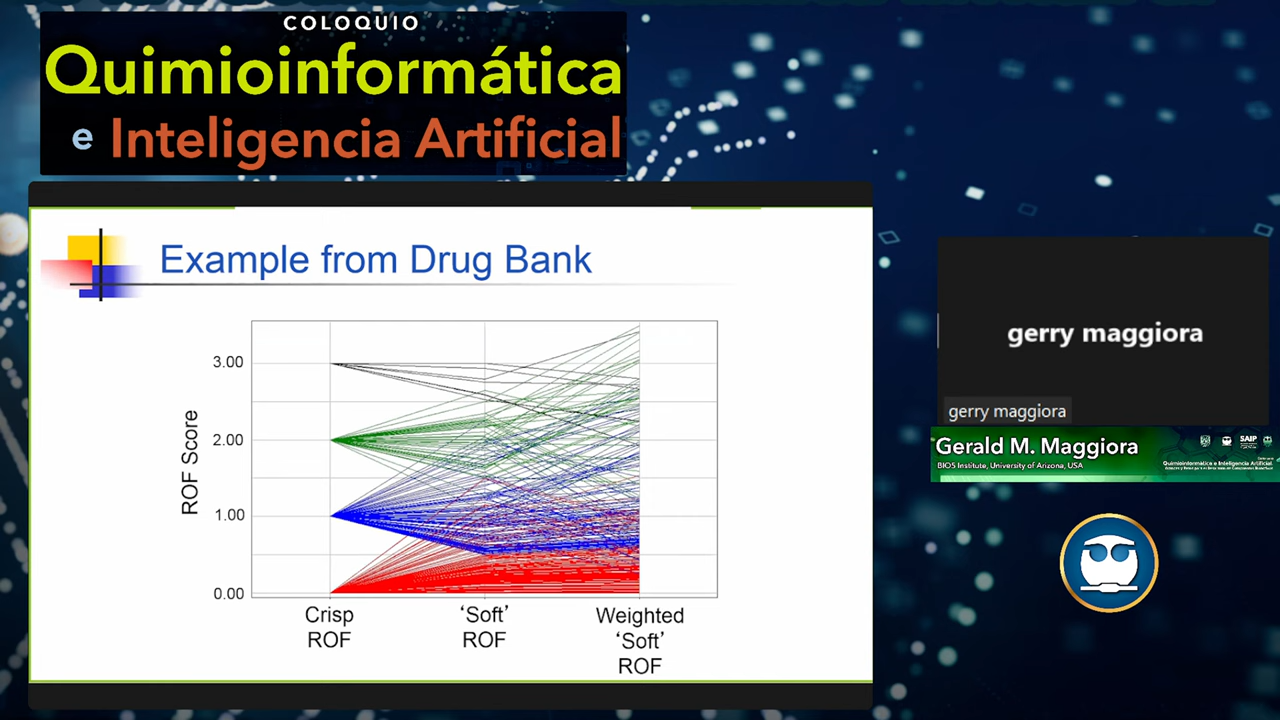 COLOQUIO
Quimioinformática
e Inteligencia Artificial
Example from Drug Bank
ROF Score
3.00
2.00
1.00
0.00
Crisp
ROF
‘Soft’
ROF
Weighted
‘Soft’
ROF
gerry maggiora
gerry maggiora
Gerald M. Maggiora
BIO5 Institute, University of Arizona, USA
SAIP
Quimioinformática e Inteligencia Artificial